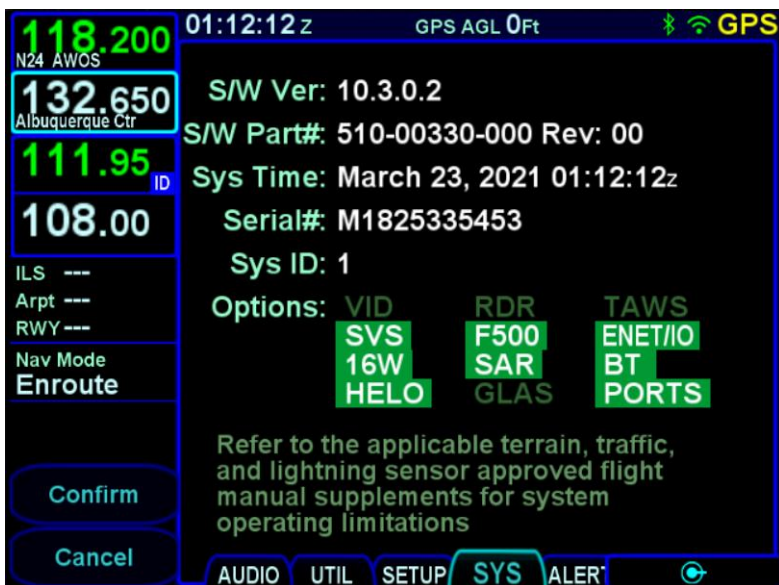 118.200
N24 AWOS
132.650
Albuquerque Ctr
111.95
ID
108.00
ILS ---
Arpt ---
RWY ---
Nav Mode
Enroute
Confirm
Cancel
01:12:12 Z GPS AGL 0Ft GPS
S/W Ver: 10.3.0.2
S/W Part#: 510-00330-000 Rev: 00
Sys Time: March 23, 2021 01:12:12z
Serial#: M1825335453
Sys ID: 1
Options: VID RDR TAWS
SVS F500 ENET/IO
16W SAR BT
HELO GLAS PORTS
Refer to the applicable terrain, traffic,
and lightning sensor approved flight
manual supplements for system
operating limitations
AUDIO UTIL SETUP SYS ALERT